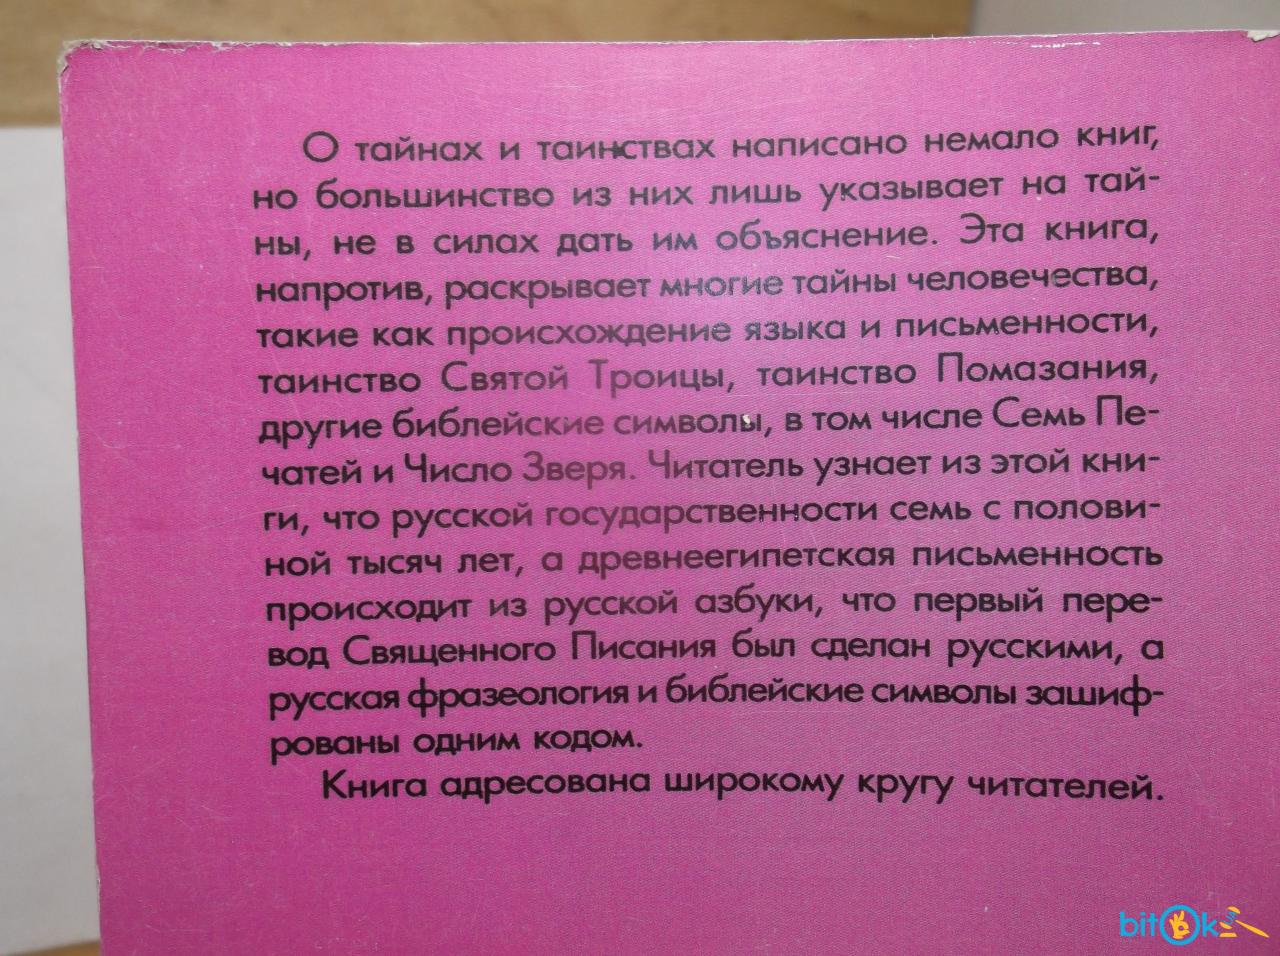 О тайнах и таинствах написано немало книг,
но большинство из них лишь указывает на тай-
ны, не в силах дать им объяснение. Эта книга,
напротив, раскрывает многие тайны человечества,
такие как происхождение языка и письменности,
таинство Святой Троицы, таинство Помазания,
другие библейские символы, в том числе Семь Пе-
чатей и Число Зверя. Читатель узнает из этой кни-
ги, что русской государственности семь с полови-
ной тысяч лет, а древнеегипетская письменность
происходит из русской азбуки, что первый пере-
вод Священного Писания был сделан русскими, а
русская фразеология и библейские символы зашиф-
рованы одним кодом.
Книга адресована широкому кругу читателей.
bitOk